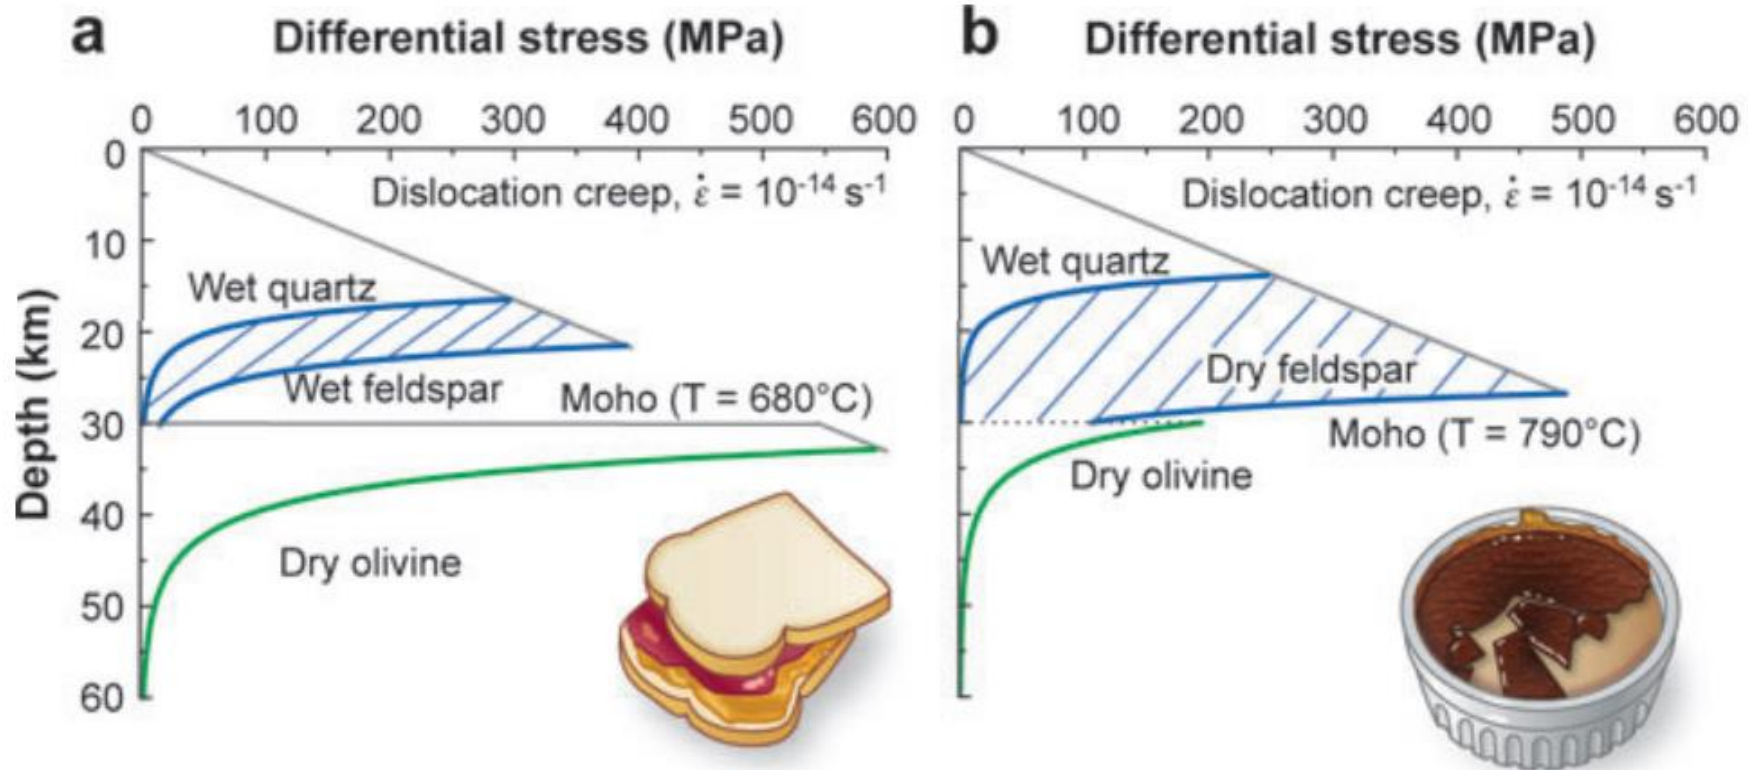 a Differential stress (MPa)
0 100 200 300 400 500 600
0
Dislocation creep, ε̇ = 10⁻¹⁴ s⁻¹
10
Wet quartz
20
Wet feldspar
Moho (T = 680°C)
30
40
Dry olivine
50
60
Depth (km)
b Differential stress (MPa)
0 100 200 300 400 500 600
Dislocation creep, ε̇ = 10⁻¹⁴ s⁻¹
Wet quartz
Dry feldspar
Moho (T = 790°C)
Dry olivine